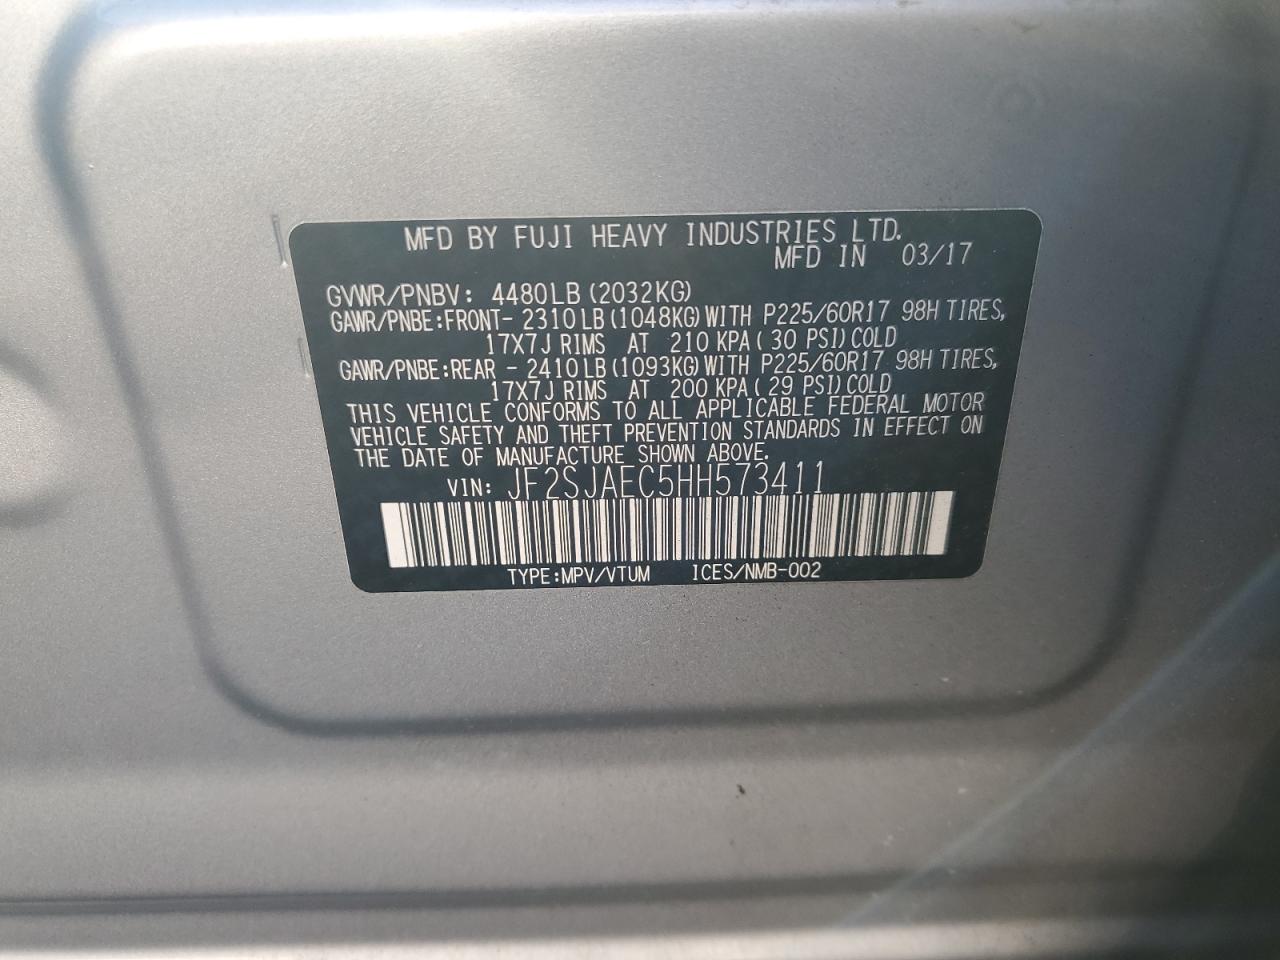 MFD BY FUJI HEAVY INDUSTRIES LTD.
MFD IN 03/17
GVWR/PNBV: 4480LB(2032KG)
GAWR/PNBE:FRONT- 2310LB(1048KG)WITH P225/60R17 98H TIRES,
17X7J RIMS AT 210 KPA( 30 PSI)COLD
GAWR/PNBE:REAR - 2410LB(1093KG)WITH P225/60R17 98H TIRES,
17X7J RIMS AT 200 KPA( 29 PSI)COLD
THIS VEHICLE CONFORMS TO ALL APPLICABLE FEDERAL MOTOR
VEHICLE SAFETY AND THEFT PREVENTION STANDARDS IN EFFECT ON
THE DATE OF MANUFACTURE SHOWN ABOVE.
VIN: JF2SJAEC5HH573411
TYPE:MPV/VTUM ICES/NMB-002